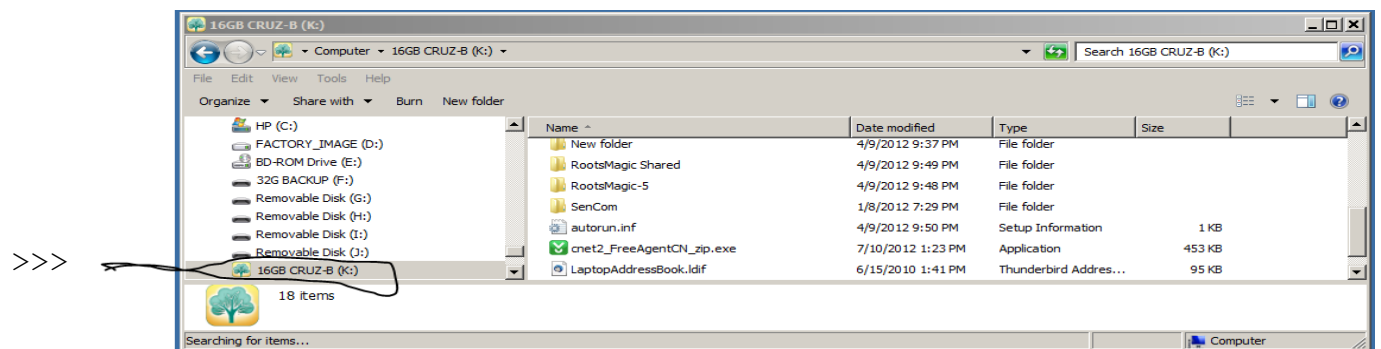 16GB CRUZ-B (K:)
Computer 16GB CRUZ-B (K:) Search 16GB CRUZ-B (K:)
File Edit View Tools Help
Organize Share with Burn New folder
HP (C:)
FACTORY_IMAGE (D:)
BD-ROM Drive (E:)
32G BACKUP (F:)
Removable Disk (G:)
Removable Disk (H:)
Removable Disk (I:)
Removable Disk (J:)
>>> 16GB CRUZ-B (K:)
Name Date modified Type Size
New folder 4/9/2012 9:37 PM File folder
RootsMagic Shared 4/9/2012 9:49 PM File folder
RootsMagic-5 4/9/2012 9:48 PM File folder
SenCom 1/8/2012 7:29 PM File folder
autorun.inf 4/9/2012 9:50 PM Setup Information 1 KB
cnet2_FreeAgentCN_zip.exe 7/10/2012 1:23 PM Application 453 KB
LaptopAddressBook.ldif 6/15/2010 1:41 PM Thunderbird Addres... 95 KB
18 items
Searching for items... Computer